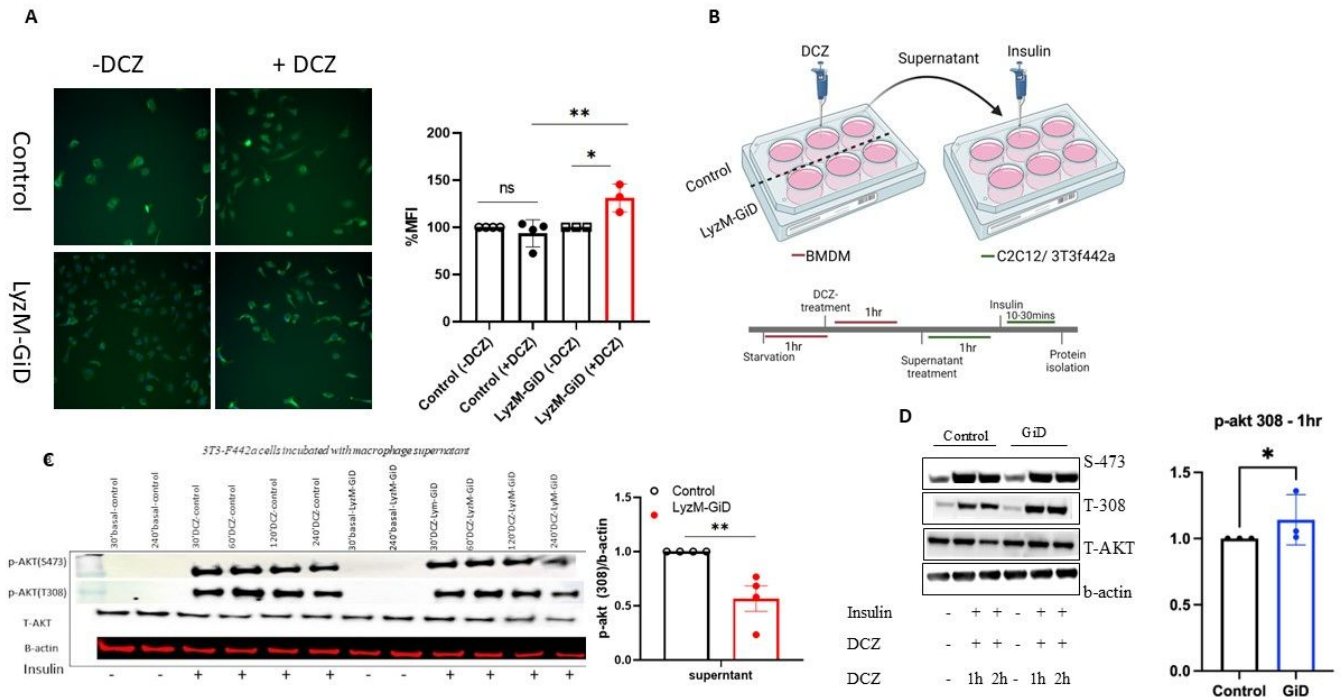 A
-DCZ
+ DCZ
Control
LyzM-GiD
%MFI
200
150
100
50
0
ns
*
**
Control (-DCZ)
Control (+DCZ)
LyzM-GiD (-DCZ)
LyzM-GiD (+DCZ)
B
DCZ
Supernatant
Insulin
Control
LyzM-GiD
BMDM
C2C12/ 3T3f442a
DCZ-
treatment
1hr
Insulin
10-30mins
Starvation
1hr
Supernatant
treatment
1hr
Protein
isolation
€
3T3-F442a cells incubated with macrophage supernatant
30'basal-control
240'basal-control
30'DCZ-control
60'DCZ-control
120'DCZ-control
240'DCZ-control
30'basal-LyzM-GiD
240'basal-LyzM-GiD
30'DCZ-Lym-GiD
60'DCZ-LyzM-GiD
120'DCZ-LyzM-GiD
240'DCZ-LyzM-GiD
p-AKT(S473)
p-AKT(T308)
T-AKT
B-actin
Insulin - - + + + + - - + + + + +
p-akt (308)/b-actin
1.5
1.0
0.5
0.0
Control
LyzM-GiD
**
superntant
D
Control GiD
S-473
T-308
T-AKT
b-actin
Insulin - + + - + +
DCZ - + + - + +
DCZ - 1h 2h - 1h 2h
p-akt 308 - 1hr
1.5
1.0
0.5
0.0
*
Control
GiD